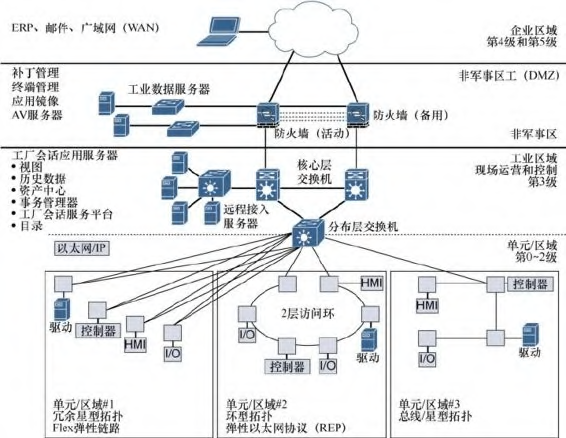 ERP、邮件、广域网（WAN）
企业区域
第4级和第5级
补丁管理
终端管理
应用镜像
AV服务器
工业数据服务器
非军事区工（DMZ）
防火墙（活动）
防火墙（备用）
非军事区
工厂会话应用服务器
• 视图
• 历史数据
• 资产中心
• 事务管理器
• 工厂会话服务平台
• 目录
远程接入
服务器
核心层
交换机
工业区域
现场运营和控制
第3级
分布层交换机
单元/区域
第0~2级
以太网/IP
驱动
控制器
HMI
I/O
2层访问环
HMI
I/O
控制器
I/O
驱动
控制器
HMI
I/O
驱动
单元/区域#1
冗余星型拓扑
Flex弹性链路
单元/区域#2
环型拓扑
弹性以太网协议（REP）
单元/区域#3
总线/星型拓扑